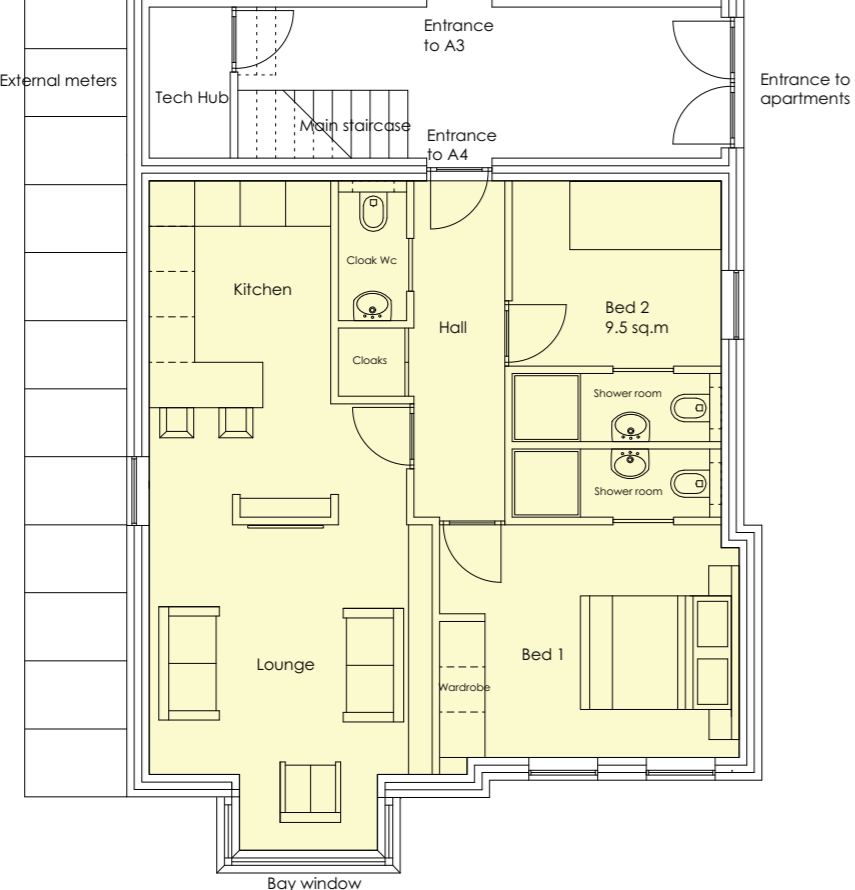 Entrance
to A3
External meters
Entrance to
apartments
Tech Hub
Main staircase
Entrance
to A4
Cloak Wc
Kitchen
Bed 2
9.5 sq.m
Hall
Cloaks
Shower room
Shower room
Lounge
Bed 1
Wardrobe
Bay window